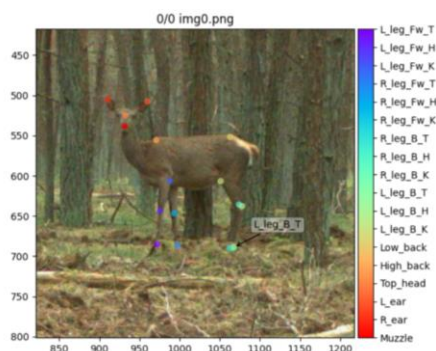 0/0 img0.png
450
500
550
600
650
700
750
800
850
900
950
1000
1050
1100
1150
1200
L_leg_B_T
L_leg_Fw_T
L_leg_Fw_H
L_leg_Fw_K
R_leg_Fw_T
R_leg_Fw_H
R_leg_Fw_K
R_leg_B_T
R_leg_B_H
R_leg_B_K
L_leg_B_T
L_leg_B_H
L_leg_B_K
Low_back
High_back
Top_head
L_ear
R_ear
Muzzle